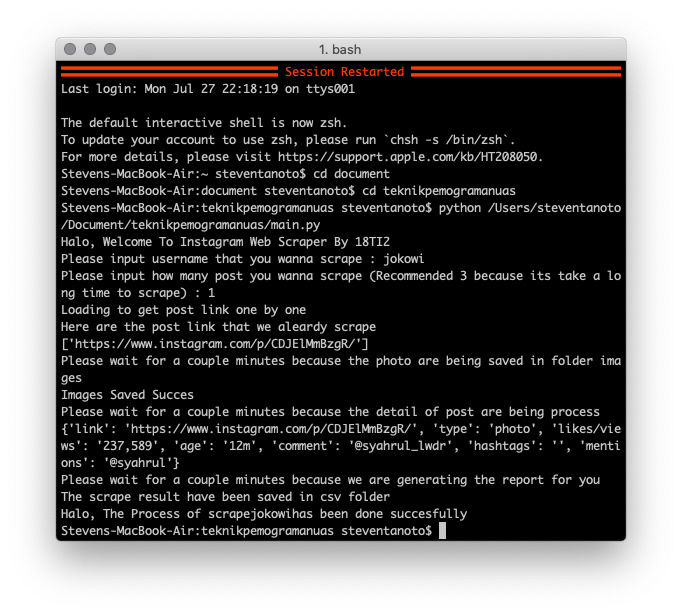 1. bash
Session Restarted
Last login: Mon Jul 27 22:18:19 on ttys001
The default interactive shell is now zsh.
To update your account to use zsh, please run `chsh -s /bin/zsh`.
For more details, please visit https://support.apple.com/kb/HT208050.
Stevens-MacBook-Air:~ steventanoto$ cd document
Stevens-MacBook-Air:document steventanoto$ cd teknikpemogramanuas
Stevens-MacBook-Air:teknikpemogramanuas steventanoto$ python /Users/steventanoto
/Document/teknikpemogramanuas/main.py
Halo, Welcome To Instagram Web Scraper By 18TI2
Please input username that you wanna scrape : jokowi
Please input how many post you wanna scrape (Recommended 3 because its take a lo
ng time to scrape) : 1
Loading to get post link one by one
Here are the post link that we aleardy scrape
['https://www.instagram.com/p/CDJElMmBzgR/']
Please wait for a couple minutes because the photo are being saved in folder ima
ges
Images Saved Succes
Please wait for a couple minutes because the detail of post are being process
{'link': 'https://www.instagram.com/p/CDJElMmBzgR/', 'type': 'photo', 'likes/vie
ws': '237,589', 'age': '12m', 'comment': '@syahrul_lwdr', 'hashtags': '', 'menti
ons': '@syahrul'}
Please wait for a couple minutes because we are generating the report for you
The scrape result have been saved in csv folder
Halo, The Process of scrapejokowihas been done succesfully
Stevens-MacBook-Air:teknikpemogramanuas steventanoto$